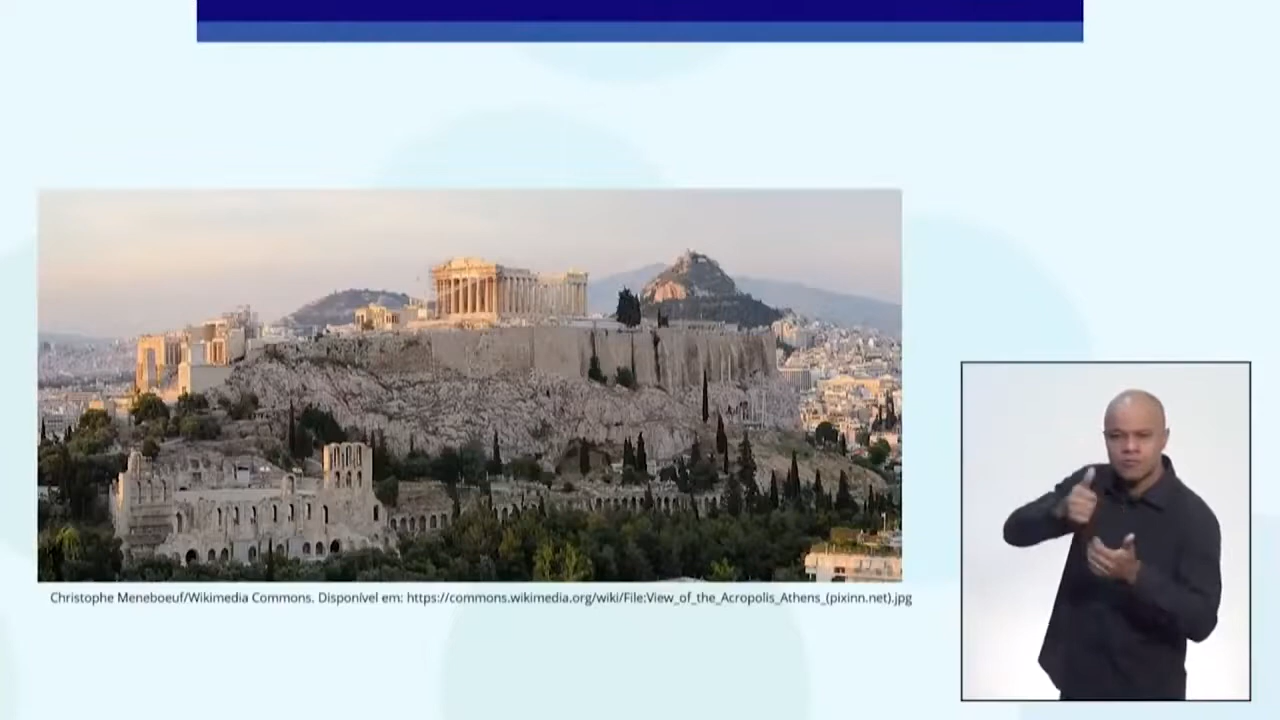 Christophe Meneboeuf/Wikimedia Commons. Disponível em: https://commons.wikimedia.org/wiki/File:View_of_the_Acropolis_Athens_(pixinn.net).jpg